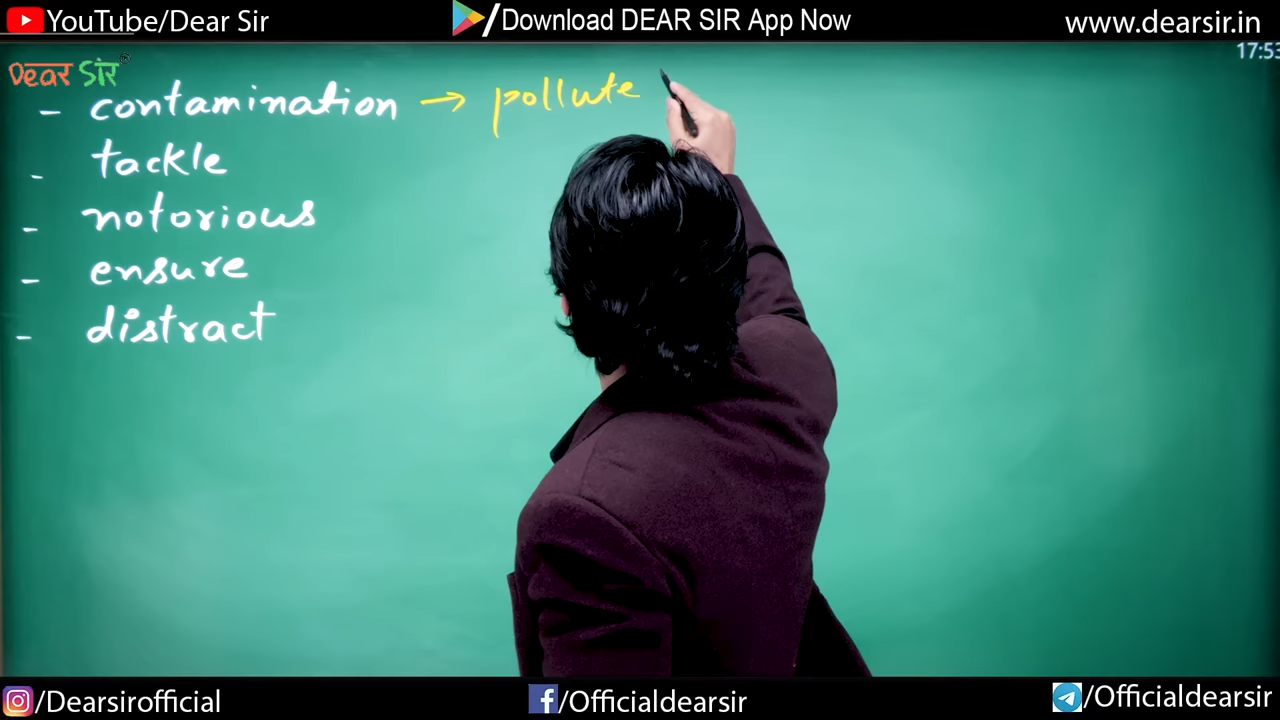 YouTube/Dear Sir
/Download DEAR SIR App Now
www.dearsir.in
17:53
Dear सर
- contamination → pollute
- tackle
- notorious
- ensure
- distract
/Dearsirofficial
/Officialdearsir
/Officialdearsir